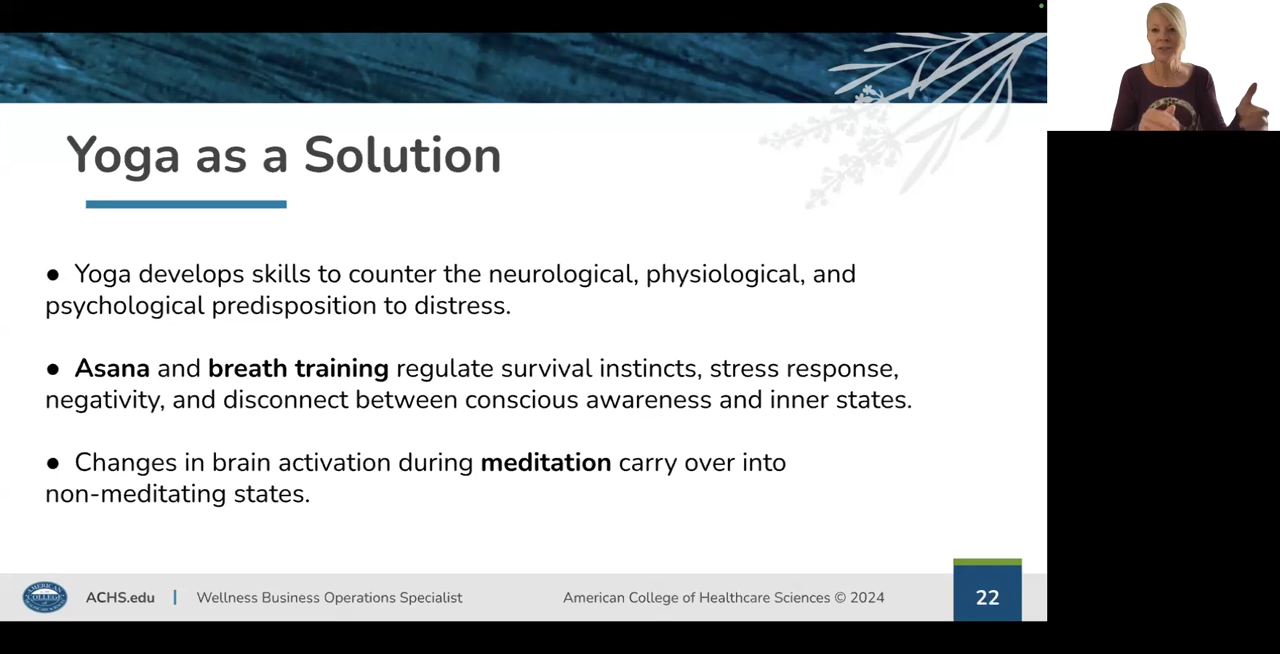 Yoga as a Solution
● Yoga develops skills to counter the neurological, physiological, and
psychological predisposition to distress.
● Asana and breath training regulate survival instincts, stress response,
negativity, and disconnect between conscious awareness and inner states.
● Changes in brain activation during meditation carry over into
non-meditating states.
ACHS.edu | Wellness Business Operations Specialist American College of Healthcare Sciences © 2024 22